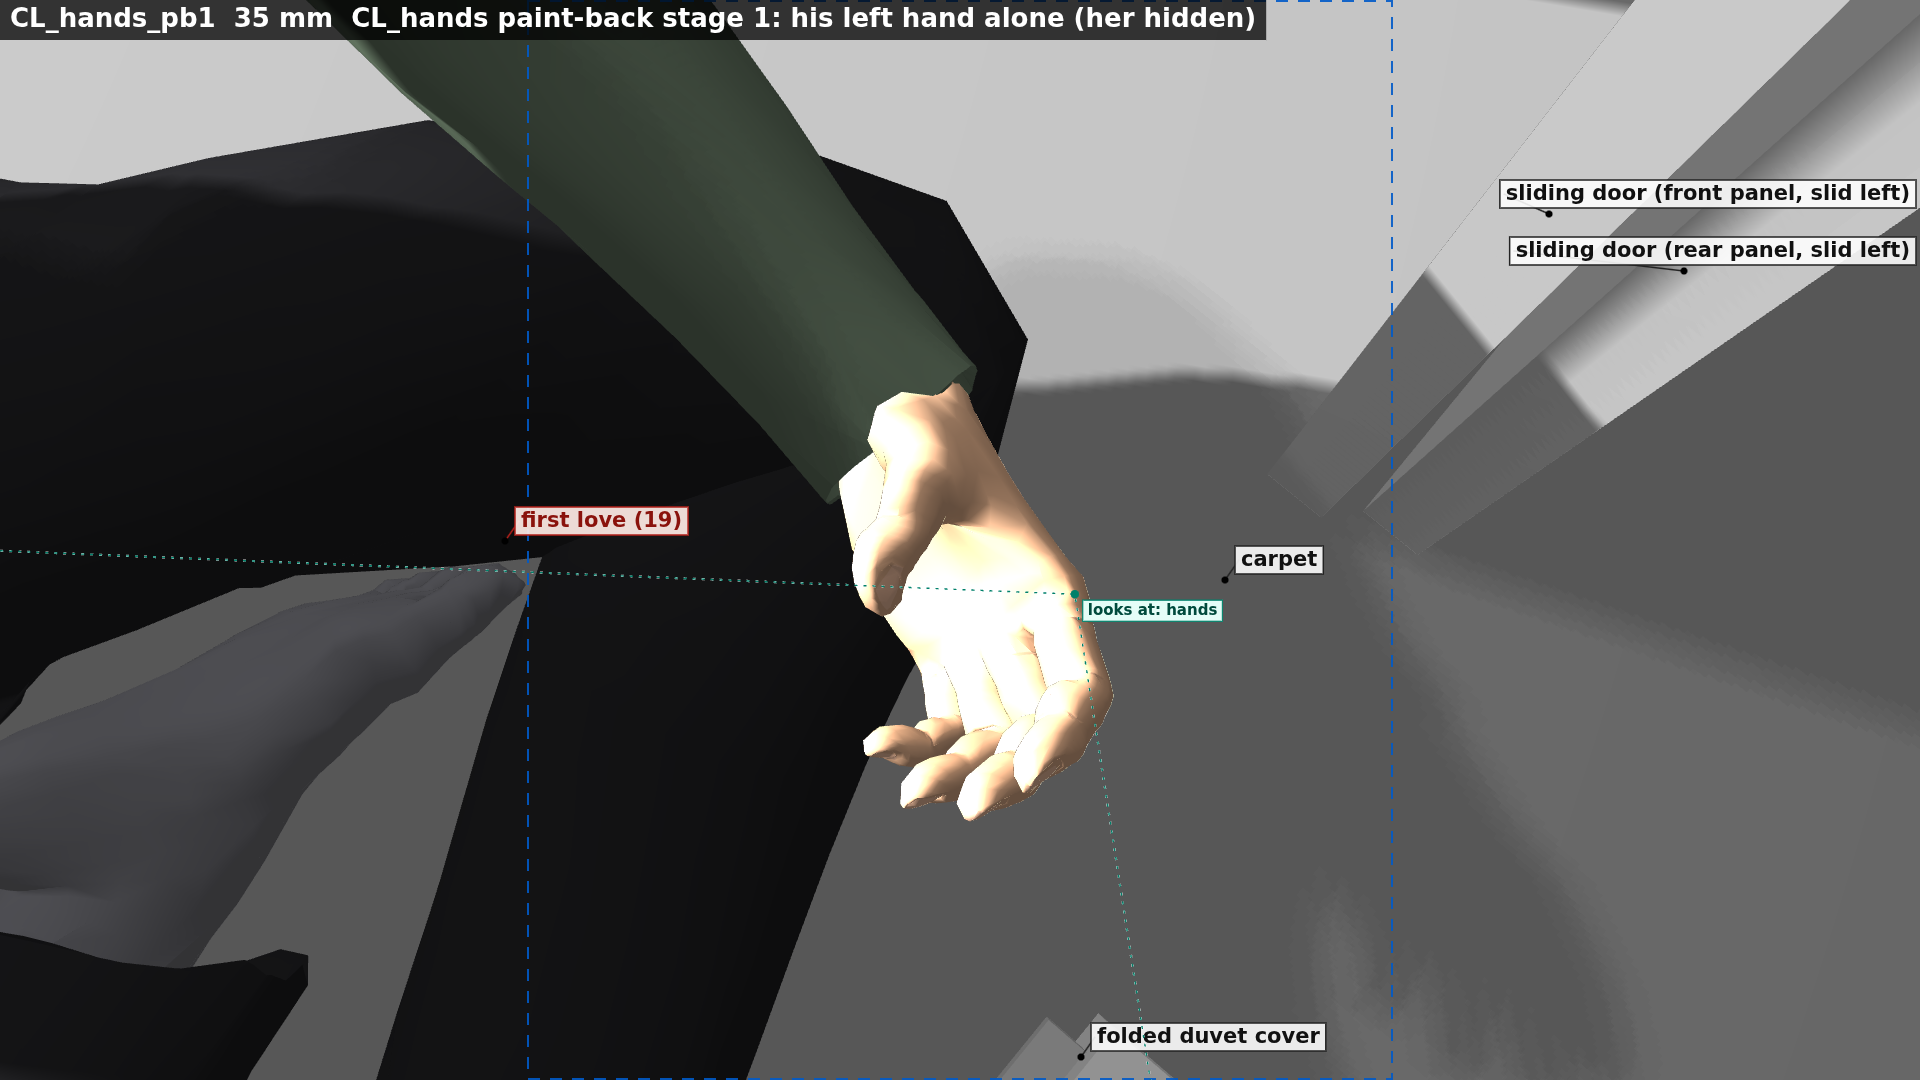 CL_hands_pb1  35 mm  CL_hands paint-back stage 1: his left hand alone (her hidden)
sliding door (front panel, slid left)
sliding door (rear panel, slid left)
first love (19)
carpet
looks at: hands
folded duvet cover